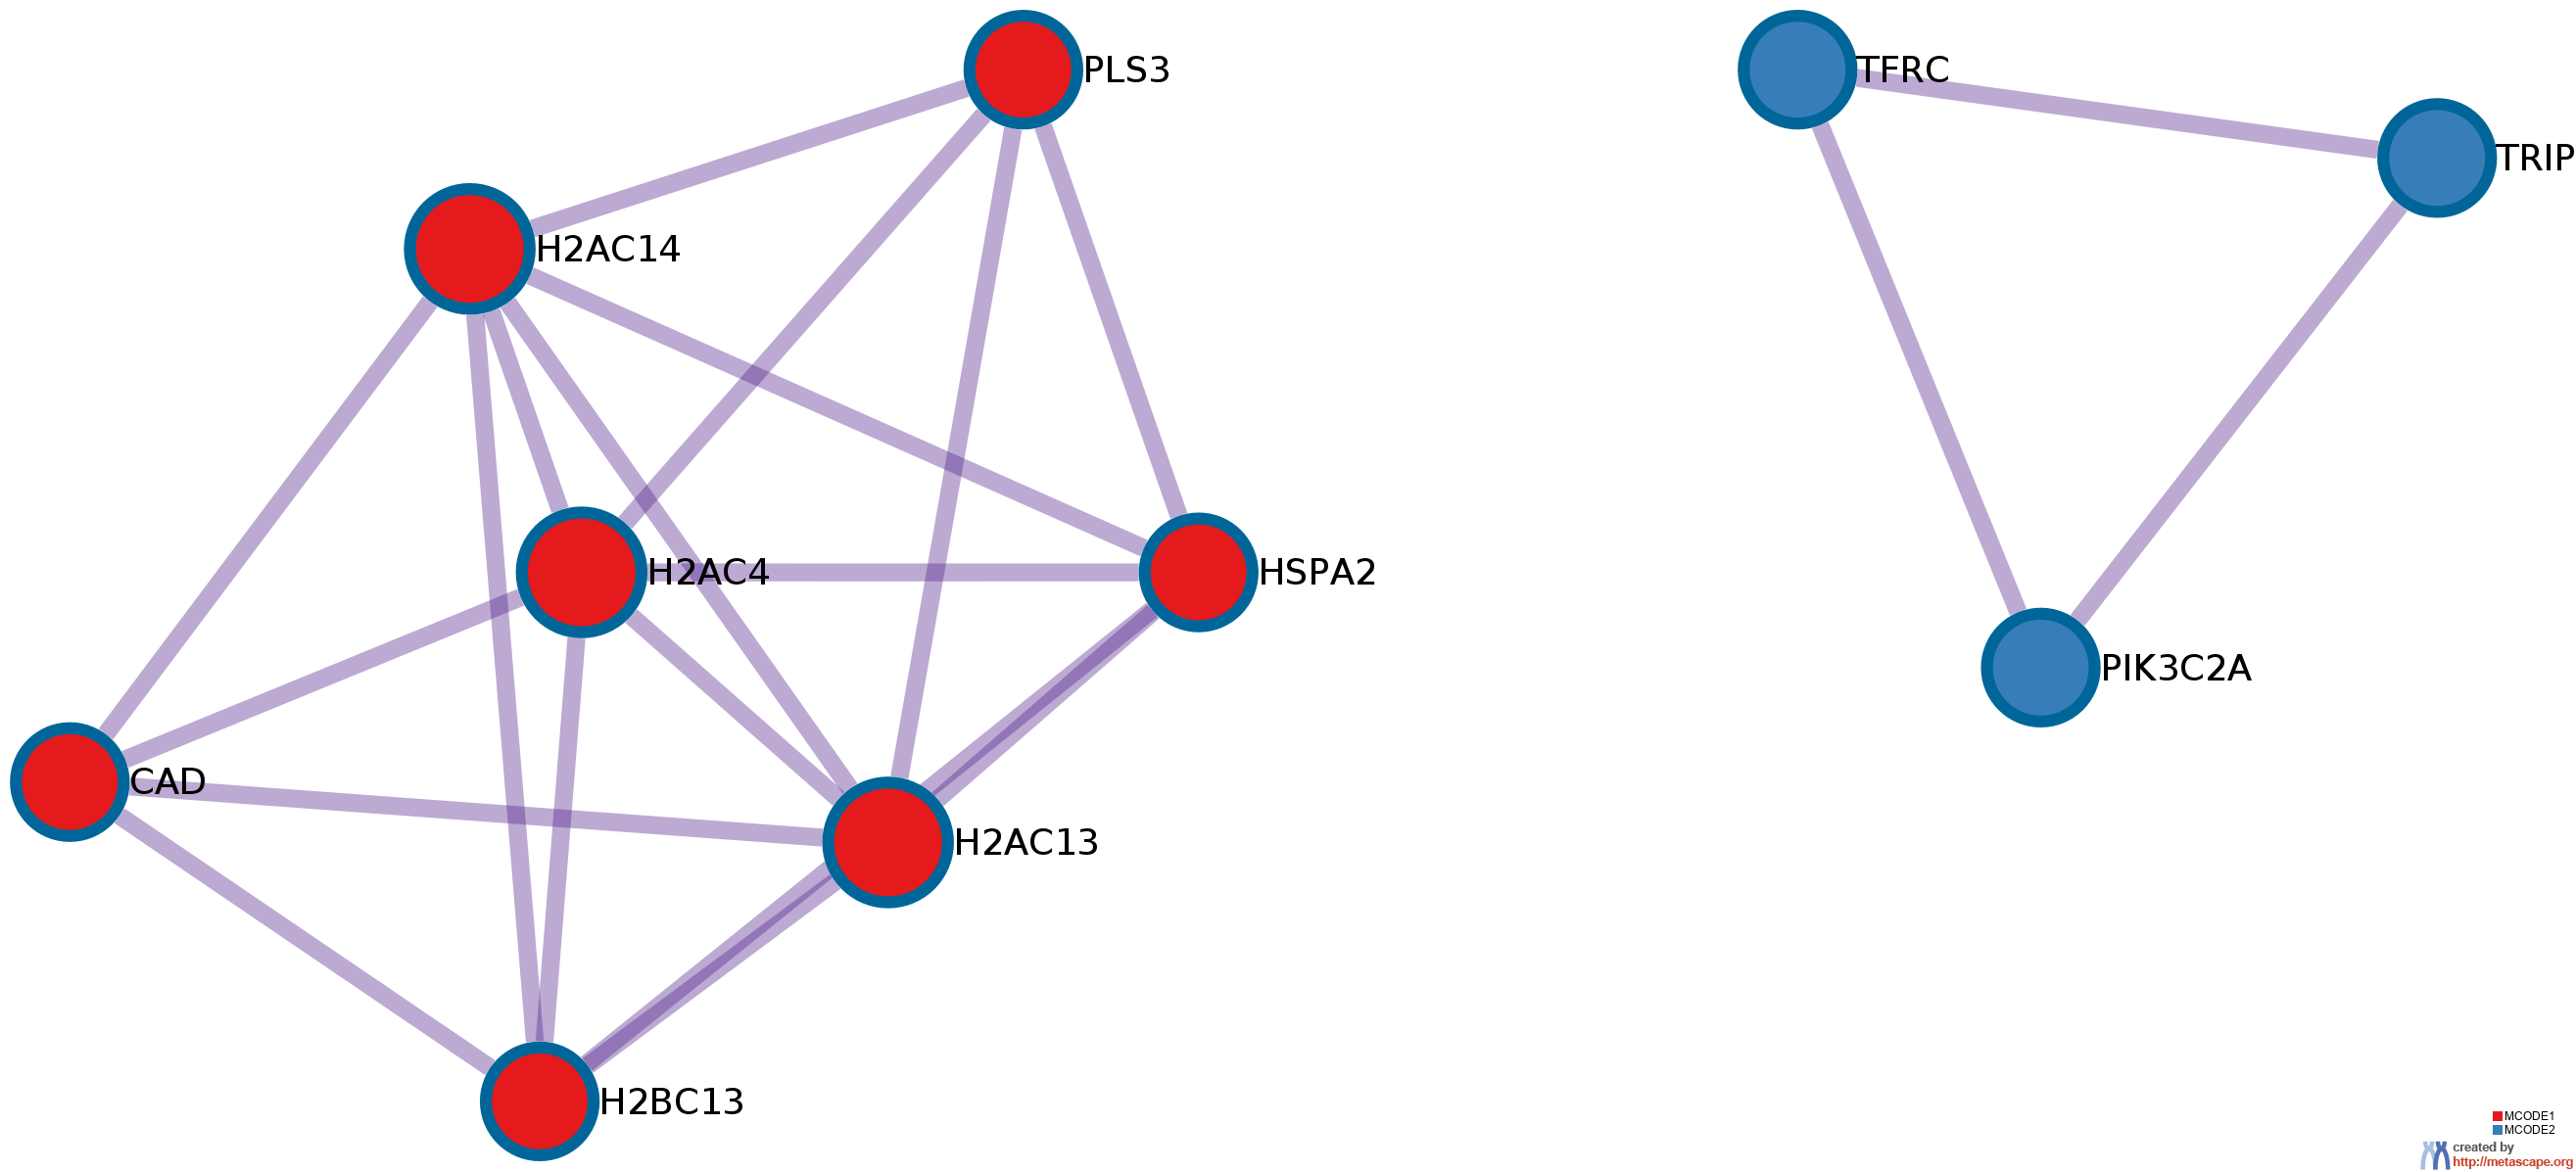 PLS3
TFRC
TRIP
H2AC14
H2AC4
HSPA2
PIK3C2A
CAD
H2AC13
H2BC13
MCODE1
MCODE2
created by
http://metascape.org